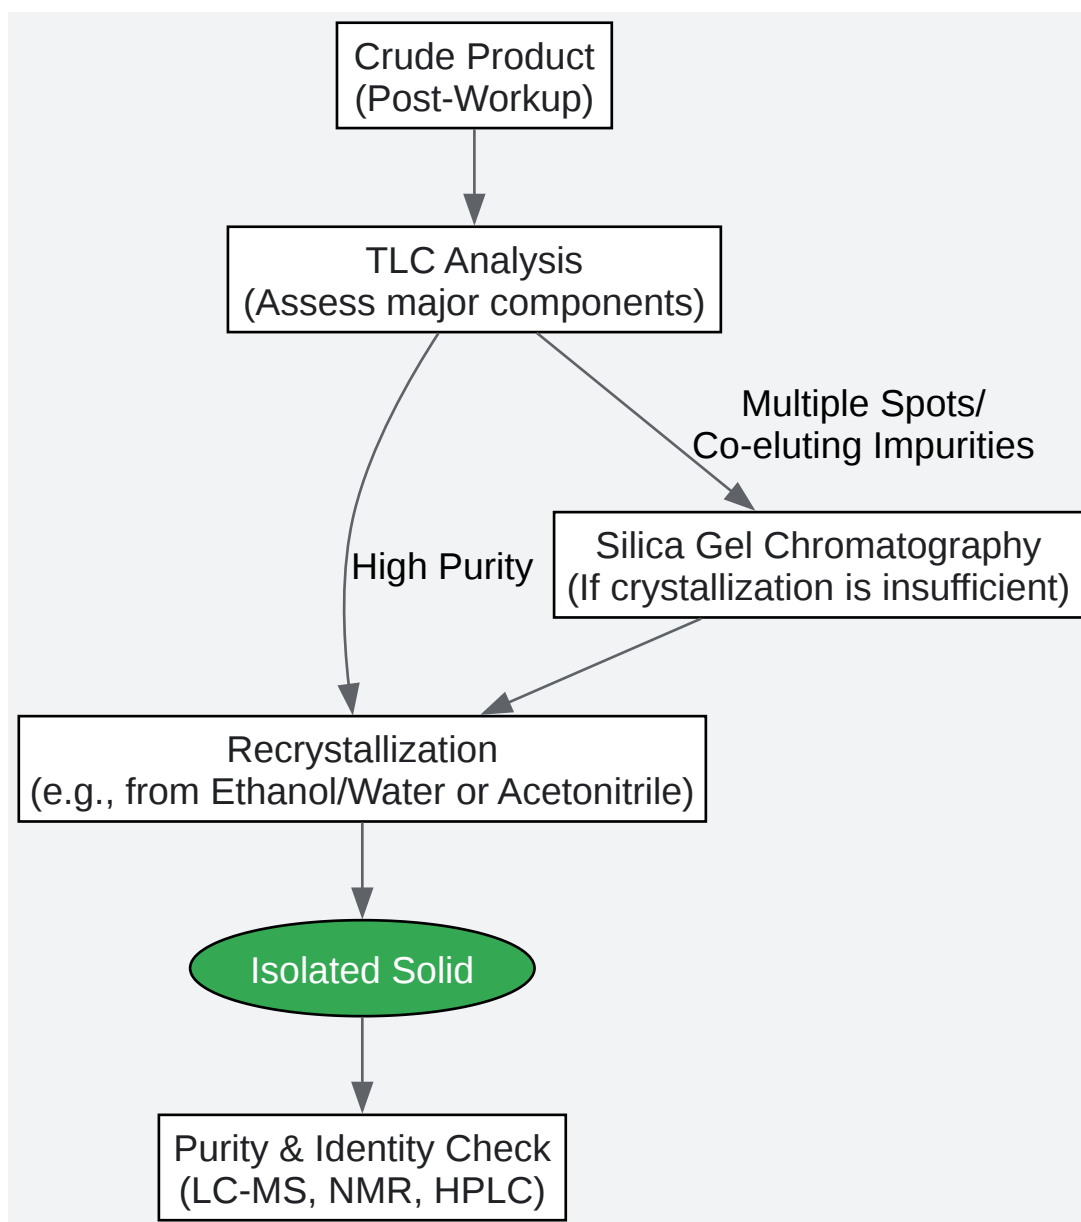 Crude Product
(Post-Workup)
TLC Analysis
(Assess major components)
Multiple Spots/
Co-eluting Impurities
High Purity
Silica Gel Chromatography
(If crystallization is insufficient)
Recrystallization
(e.g., from Ethanol/Water or Acetonitrile)
Isolated Solid
Purity & Identity Check
(LC-MS, NMR, HPLC)